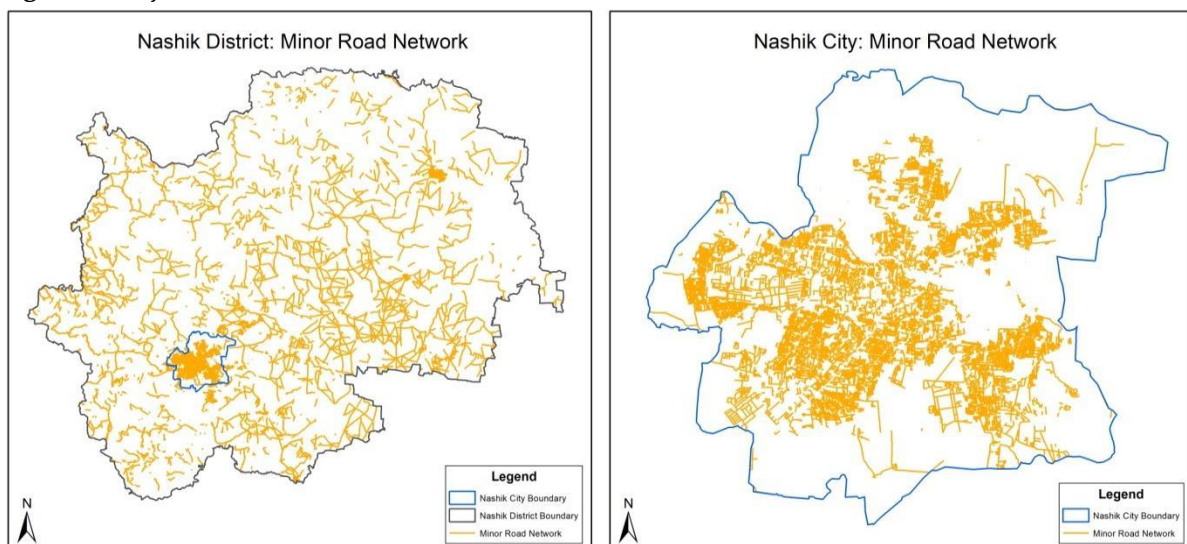 Nashik District: Minor Road Network
N
Legend
Nashik City Boundary
Nashik District Boundary
Minor Road Network
Nashik City: Minor Road Network
N
Legend
Nashik City Boundary
Minor Road Network